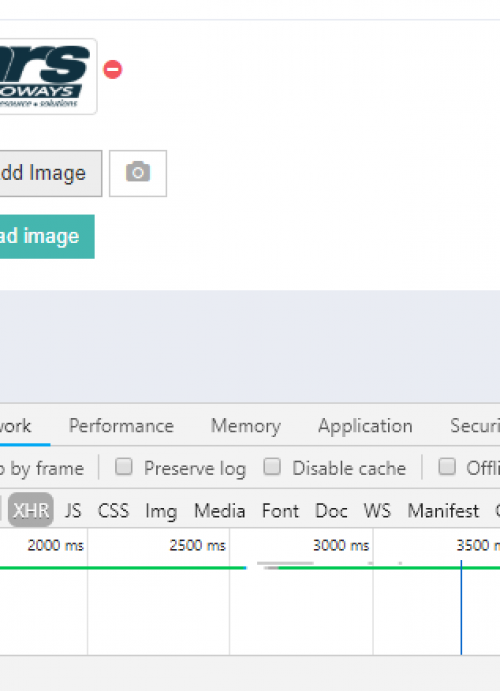 ars
OWAYS
resource • solutions
dd Image
ad image
work
Performance
Memory
Application
Securi
p by frame
Preserve log
Disable cache
Offli
XHR JS CSS Img Media Font Doc WS Manifest
2000 ms
2500 ms
3000 ms
3500 m